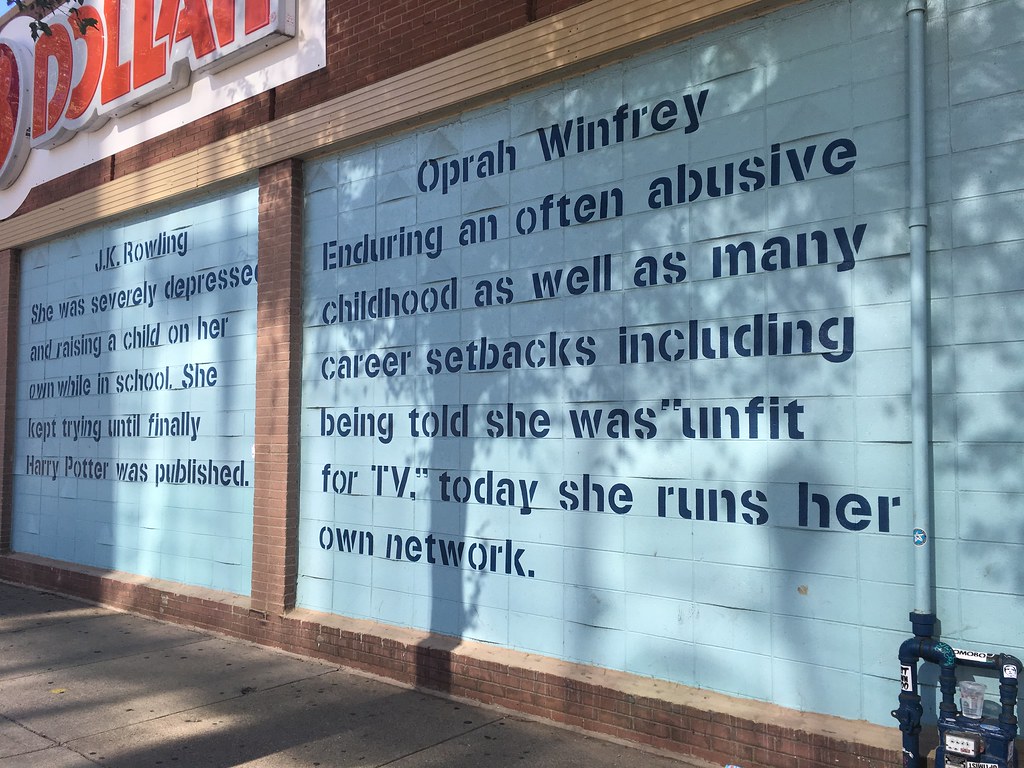 DOLLAR
J.K. Rowling
She was severely depressed
and raising a child on her
own while in school. She
kept trying until finally
Harry Potter was published.
Oprah Winfrey
Enduring an often abusive
childhood as well as many
career setbacks including
being told she was "unfit
for TV," today she runs her
own network.
OMOBO